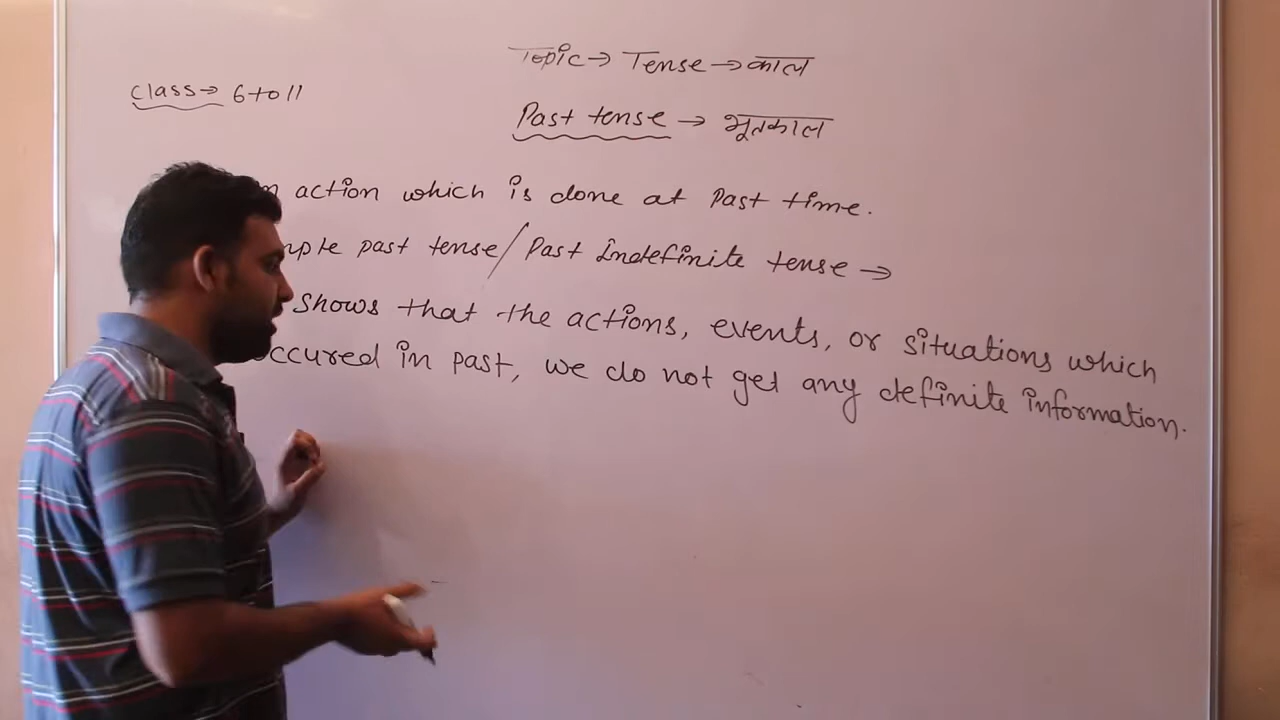 Topic → Tense → काल
Class → 6 to 11
Past tense → भूतकाल
action which is done at Past time.
past tense / Past indefinite tense →
shows that the actions, events, or situations which
occured in past, we do not get any definite information.